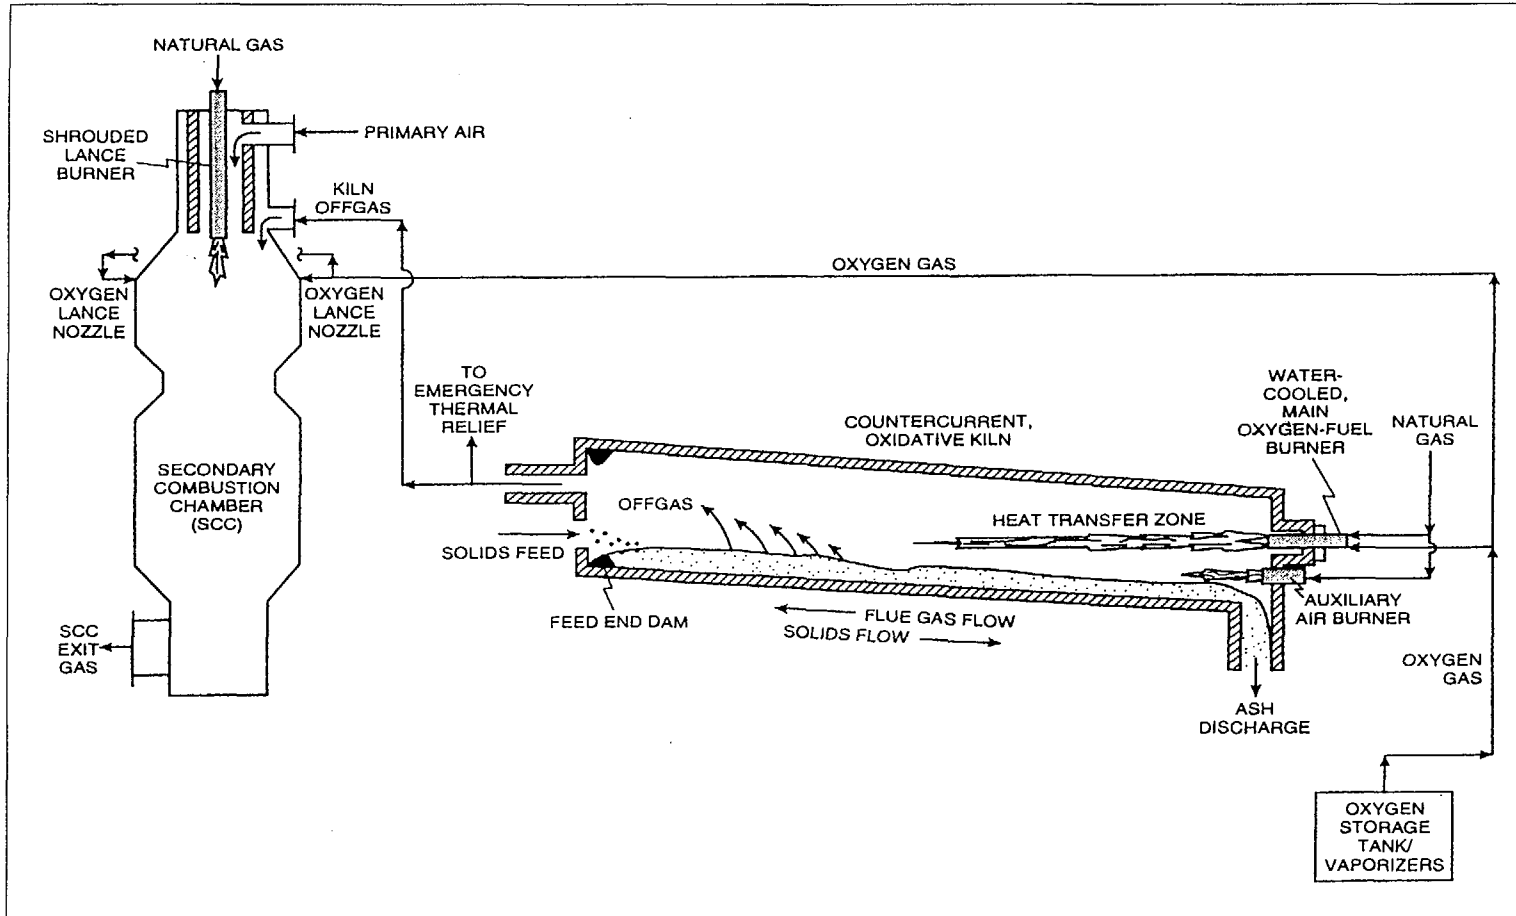 NATURAL GAS
SHROUDED
LANCE
BURNER
PRIMARY AIR
KILN
OFFGAS
OXYGEN
LANCE
NOZZLE
OXYGEN
LANCE
NOZZLE
OXYGEN GAS
TO
EMERGENCY
THERMAL
RELIEF
COUNTERCURRENT,
OXIDATIVE KILN
WATER-
COOLED,
MAIN
OXYGEN-FUEL
BURNER
NATURAL
GAS
SECONDARY
COMBUSTION
CHAMBER
(SCC)
OFFGAS
HEAT TRANSFER ZONE
SOLIDS FEED
FEED END DAM
FLUE GAS FLOW
SOLIDS FLOW
AUXILIARY
AIR BURNER
SCC
EXIT
GAS
OXYGEN
GAS
ASH
DISCHARGE
OXYGEN
STORAGE
TANK/
VAPORIZERS